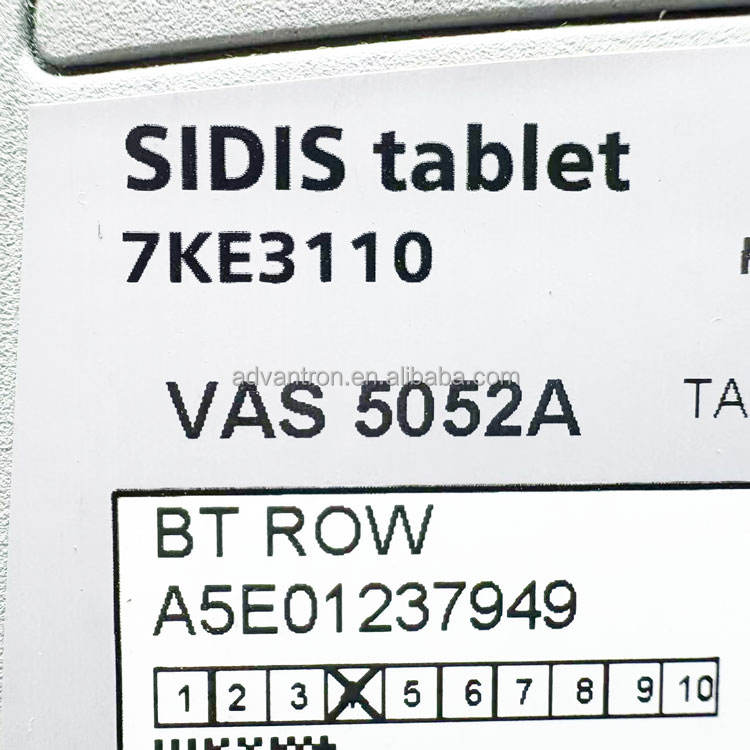 SIDIS tablet
7KE3110
advantron.en.alibaba.com
VAS 5052A TA
BT ROW
A5E01237949
1 2 3 5 6 7 8 9 10